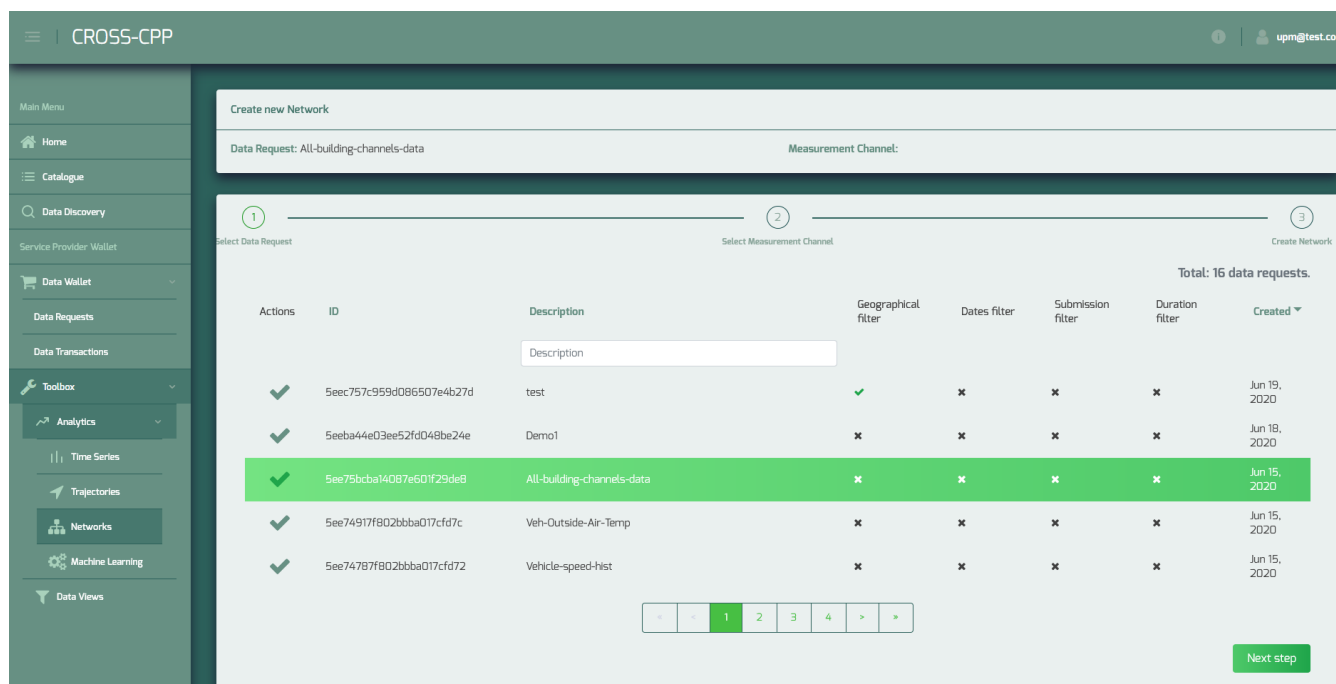 CROSS-CPP
upm@test.co
Main Menu
Home
Catalogue
Data Discovery
Service Provider Wallet
Data Wallet
Data Requests
Data Transactions
Toolbox
Analytics
Time Series
Trajectories
Networks
Machine Learning
Data Views
Create new Network
Data Request: All-building-channels-data Measurement Channel:
1 2 3
Select Data Request Select Measurement Channel Create Network
Total: 16 data requests.
Actions ID Description Geographical filter Dates filter Submission filter Duration filter Created
Description
5eec757c959d086507e4b27d test Jun 19, 2020
5eeba44e03ee52fd048be24e Demo1 Jun 18, 2020
5ee75bcba14087e601f29de8 All-building-channels-data Jun 15, 2020
5ee74917f802bbba017cfd7c Veh-Outside-Air-Temp Jun 15, 2020
5ee74787f802bbba017cfd72 Vehicle-speed-hist Jun 15, 2020
« < 1 2 3 4 > »
Next step